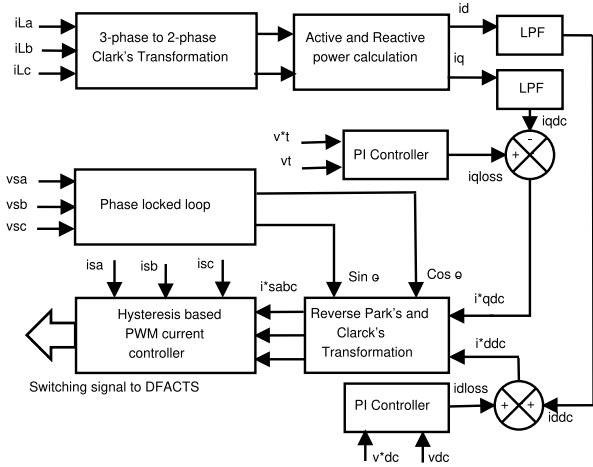 iLa
iLb
iLc
3-phase to 2-phase
Clark's Transformation
Active and Reactive
power calculation
id
iq
LPF
LPF
iqdc
v*t
vt
PI Controller
iqloss
-
+
vsa
vsb
vsc
Phase locked loop
Sin ɵ
Cos ɵ
isa
isb
isc
i*sabc
Hysteresis based
PWM current
controller
Reverse Park's and
Clarck's
Transformation
i*qdc
i*ddc
Switching signal to DFACTS
PI Controller
idloss
+ +
iddc
v*dc
vdc